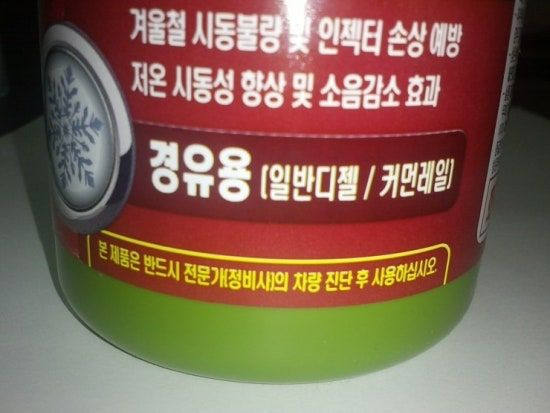 겨울철 시동불량 및 인젝터 손상 예방
저온 시동성 향상 및 소음감소 효과
경유용 (일반디젤 / 커먼레일)
본 제품은 반드시 전문가(정비사)의 차량 진단 후 사용하십시오.